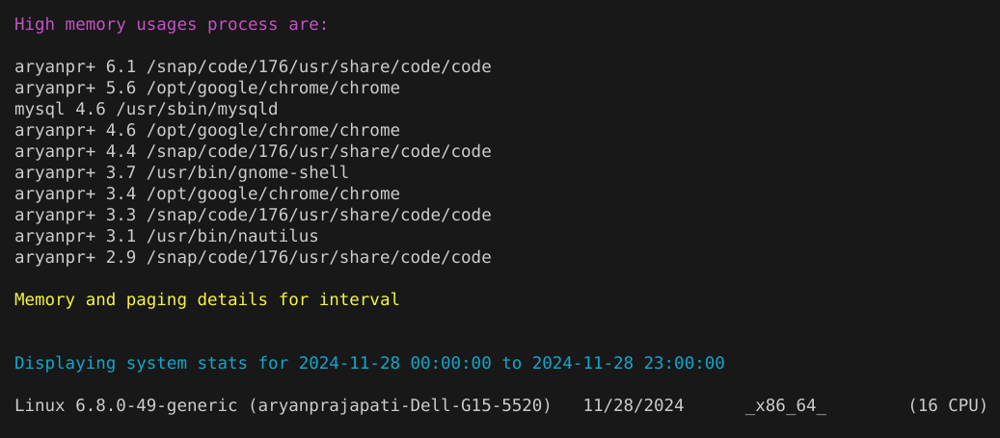 High memory usages process are:
aryanpr+ 6.1 /snap/code/176/usr/share/code/code
aryanpr+ 5.6 /opt/google/chrome/chrome
mysql 4.6 /usr/sbin/mysqld
aryanpr+ 4.6 /opt/google/chrome/chrome
aryanpr+ 4.4 /snap/code/176/usr/share/code/code
aryanpr+ 3.7 /usr/bin/gnome-shell
aryanpr+ 3.4 /opt/google/chrome/chrome
aryanpr+ 3.3 /snap/code/176/usr/share/code/code
aryanpr+ 3.1 /usr/bin/nautilus
aryanpr+ 2.9 /snap/code/176/usr/share/code/code
Memory and paging details for interval
Displaying system stats for 2024-11-28 00:00:00 to 2024-11-28 23:00:00
Linux 6.8.0-49-generic (aryanprajapati-Dell-G15-5520)   11/28/2024      _x86_64_        (16 CPU)